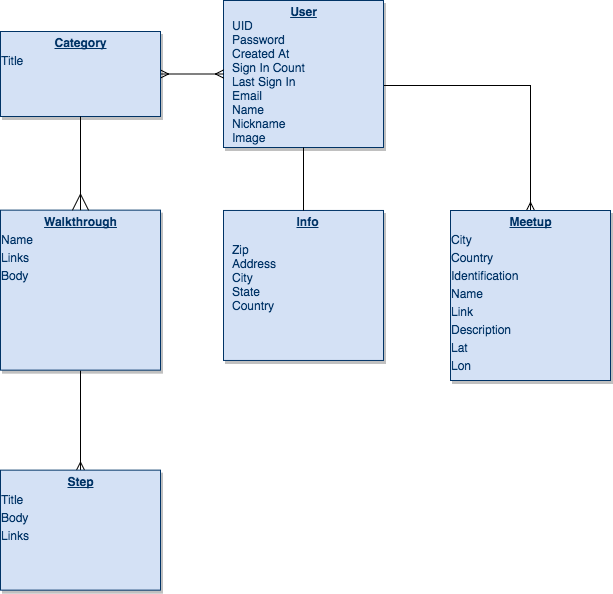 Category
Title
User
UID
Password
Created At
Sign In Count
Last Sign In
Email
Name
Nickname
Image
Walkthrough
Name
Links
Body
Info
Zip
Address
City
State
Country
Meetup
City
Country
Identification
Name
Link
Description
Lat
Lon
Step
Title
Body
Links